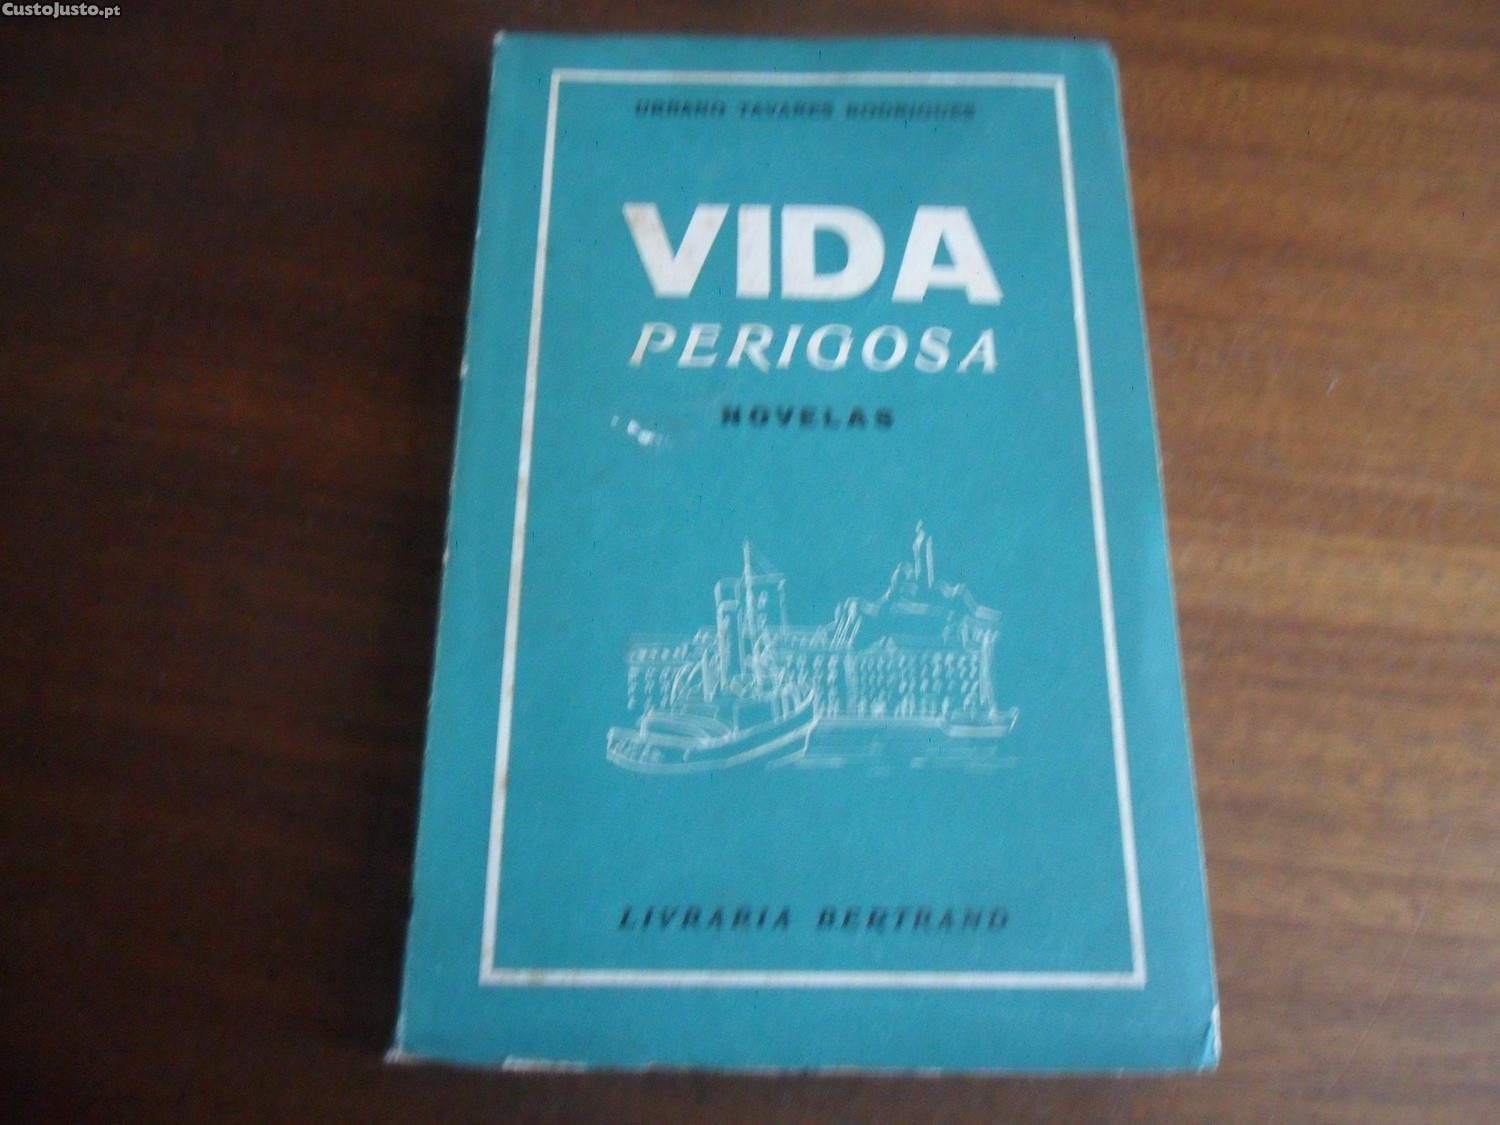 CustoJusto.pt
URBANO TAVARES RODRIGUES
VIDA
PERIGOSA
NOVELAS
LIVRARIA BERTRAND